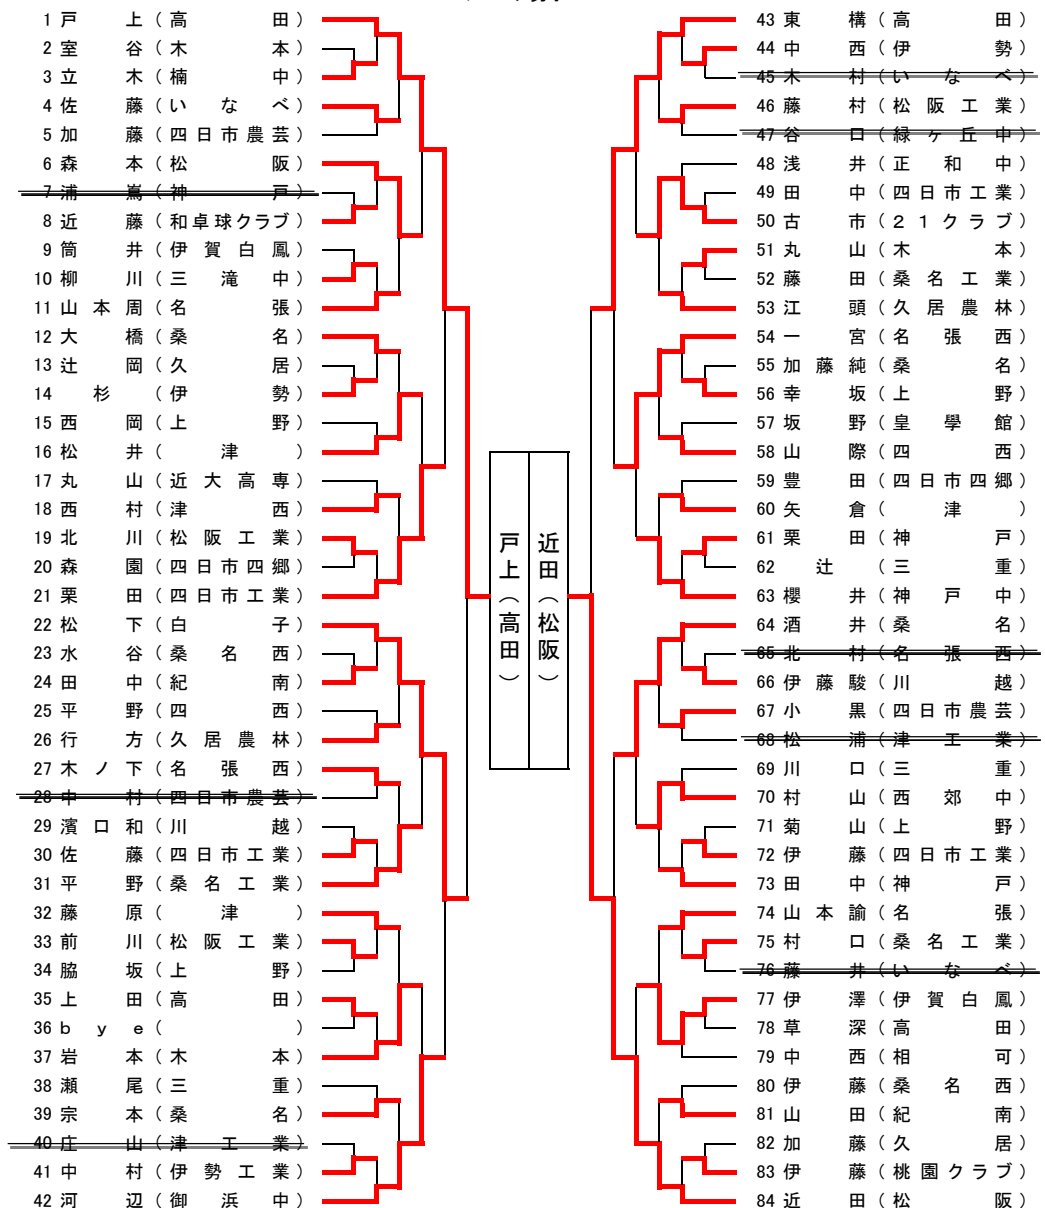 1 戸上(高田)
2 室谷(木本)
3 立木(楠中)
4 佐藤(いなべ)
5 加藤(四日市農芸)
6 森本(松阪)
7 浦嶌(神戸)
8 近藤(和卓球クラブ)
9 筒井(伊賀白鳳)
10 柳川(三滝中)
11 山本周(名張)
12 大橋(桑名)
13 辻岡(久居)
14 杉(伊勢)
15 西岡(上野)
16 松井(津)
17 丸山(近大高専)
18 西村(津西)
19 北川(松阪工業)
20 森園(四日市四郷)
21 栗田(四日市工業)
22 松下(白子)
23 水谷(桑名西)
24 田中(紀南)
25 平野(四西)
26 行方(久居農林)
27 木ノ下(名張西)
28 中村(四日市農芸)
29 濱口和(川越)
30 佐藤(四日市工業)
31 平野(桑名工業)
32 藤原(津)
33 前川(松阪工業)
34 脇坂(上野)
35 上田(高田)
36 bye()
37 岩本(木本)
38 瀬尾(三重)
39 宗本(桑名)
40 庄山(津工業)
41 中村(伊勢工業)
42 河辺(御浜中)
戸上(高田)
近田(松阪)
43 東構(高田)
44 中西(伊勢)
45 木村(いなべ)
46 藤村(松阪工業)
47 谷口(緑ヶ丘中)
48 浅井(正和中)
49 田中(四日市工業)
50 古市(21クラブ)
51 丸山(木本)
52 藤田(桑名工業)
53 江頭(久居農林)
54 一宮(名張西)
55 加藤純(桑名)
56 幸坂(上野)
57 坂野(皇學館)
58 山際(四西)
59 豊田(四日市四郷)
60 矢倉(津)
61 栗田(神戸)
62 辻(三重)
63 櫻井(神戸中)
64 酒井(桑名)
65 北村(名張西)
66 伊藤駿(川越)
67 小黒(四日市農芸)
68 松浦(津工業)
69 川口(三重)
70 村山(西郊中)
71 菊山(上野)
72 伊藤(四日市工業)
73 田中(神戸)
74 山本諭(名張)
75 村口(桑名工業)
76 藤井(いなべ)
77 伊澤(伊賀白鳳)
78 草深(高田)
79 中西(相可)
80 伊藤(桑名西)
81 山田(紀南)
82 加藤(久居)
83 伊藤(桃園クラブ)
84 近田(松阪)